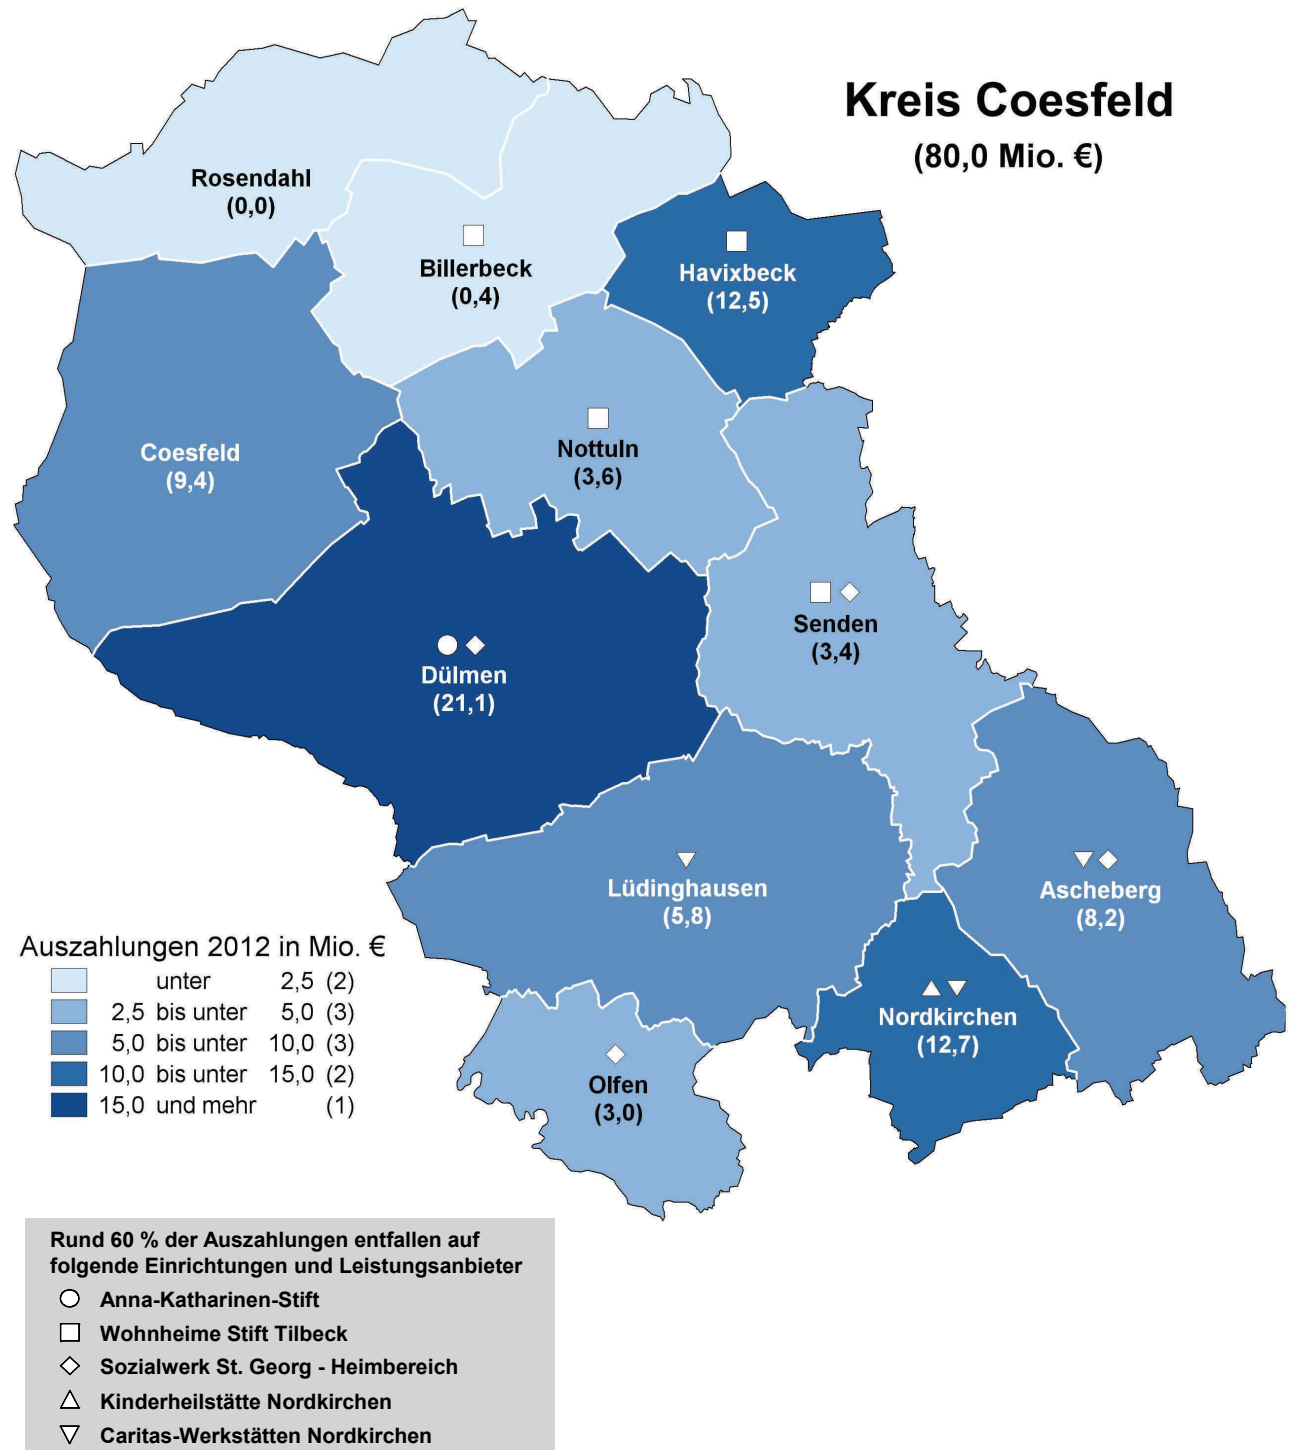 Kreis Coesfeld
(80,0 Mio. €)
Rosendahl
(0,0)
Billerbeck
(0,4)
Havixbeck
(12,5)
Coesfeld
(9,4)
Nottuln
(3,6)
Senden
(3,4)
Dülmen
(21,1)
Lüdinghausen
(5,8)
Ascheberg
(8,2)
Nordkirchen
(12,7)
Olfen
(3,0)
Auszahlungen 2012 in Mio. €
unter 2,5 (2)
2,5 bis unter 5,0 (3)
5,0 bis unter 10,0 (3)
10,0 bis unter 15,0 (2)
15,0 und mehr (1)
Rund 60 % der Auszahlungen entfallen auf
folgende Einrichtungen und Leistungsanbieter
Anna-Katharinen-Stift
Wohnheime Stift Tilbeck
Sozialwerk St. Georg - Heimbereich
Kinderheilstätte Nordkirchen
Caritas-Werkstätten Nordkirchen